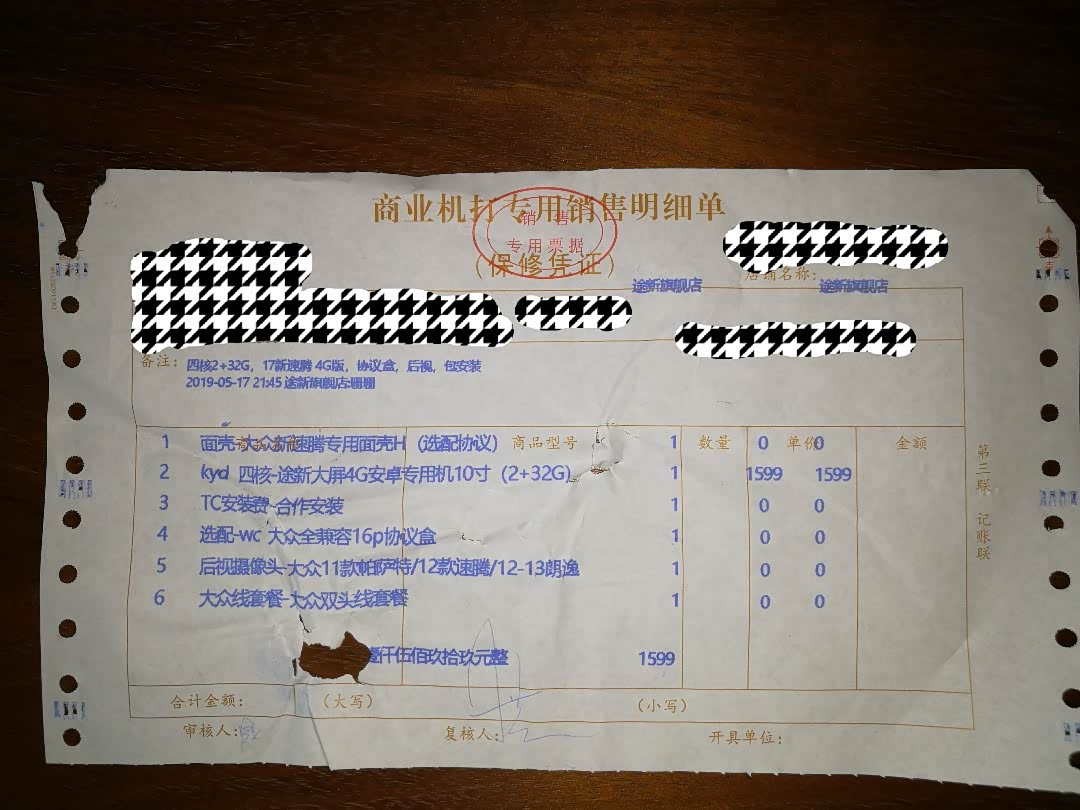 商业机打专用销售明细单
销售
专用票据
（保修凭证）
店铺名称：
途新旗舰店 途新旗舰店
备注：
四核2+32G，17新速腾 4G版，协议盒，后视，包安装
2019-05-17 21:45 途新旗舰店:珊珊
商品型号 数量 单价 金额
1 面壳-大众新速腾专用面壳H（选配协议） 1 0 0
2 kyd 四核-途新大屏4G安卓专用机10寸（2+32G） 1 1599 1599
3 TC安装费-合作安装 1 0 0
4 选配-wc 大众全兼容16p协议盒 1 0 0
5 后视摄像头-大众11款帕萨特/12款速腾/12-13朗逸 1 0 0
6 大众线套餐-大众双头线套餐 1 0 0
壹仟伍佰玖拾玖元整 1599
合计金额： （大写） （小写）
审核人： 复核人： 开具单位：
第三联 记账联